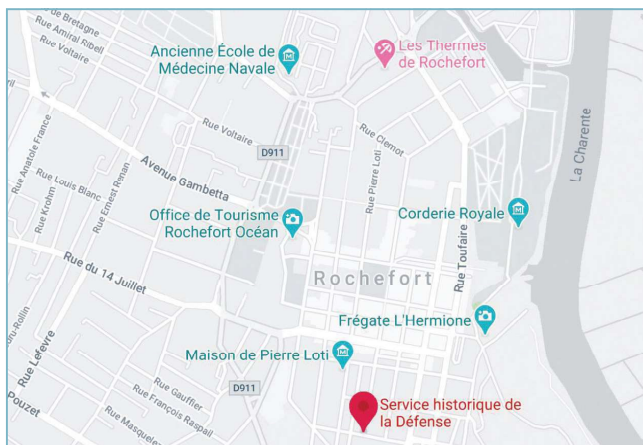 de Bretagne
Rue Amiral Ribell
Rue Voltaire
Ancienne École de
Médecine Navale
Les Thermes
de Rochefort
La Charente
Rue Voltaire
D911
Rue Clemot
Rue Pierre Loti
Rue Anatole France
Rue Louis Blanc
Rue Krohm
Rue Ernest Renan
Avenue Gambetta
Office de Tourisme
Rochefort Océan
Corderie Royale
Rue Toufaire
Rochefort
Rue du 14 Juillet
Frégate L'Hermione
Maison de Pierre Loti
Rue Lefevre
D911
Rue Gauffier
Rue François Raspail
Pouzet
Service historique de
la Défense